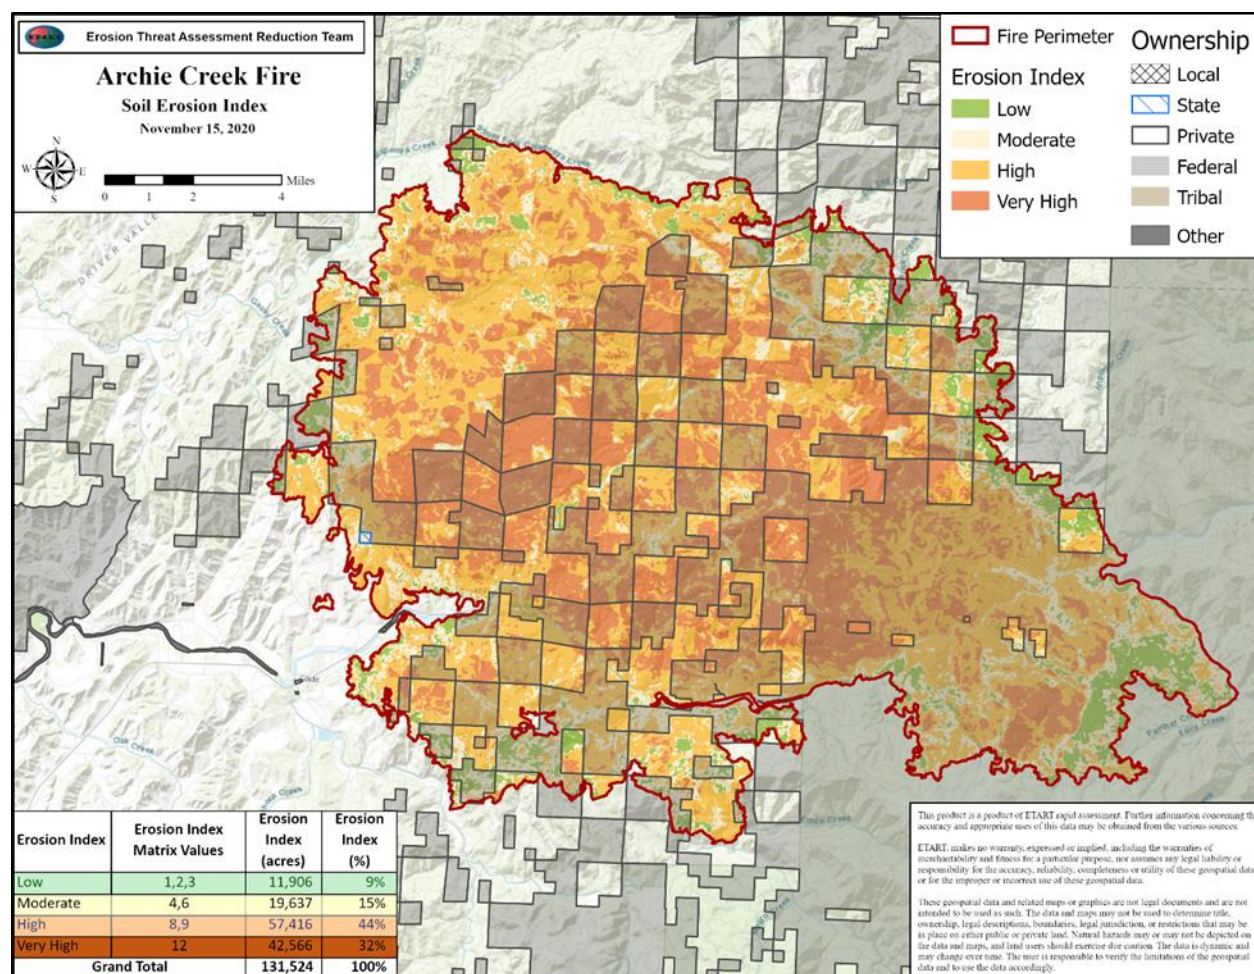 Erosion Threat Assessment Reduction Team
Archie Creek Fire
Soil Erosion Index
November 15, 2020
N
W
E
S
Miles
0 1 2 4
Fire Perimeter
Erosion Index
Low
Moderate
High
Very High
Ownership
Local
State
Private
Federal
Tribal
Other
DRIVER VALLE
Glide
Oak Creek
Erosion Index Erosion Index Matrix Values Erosion Index (acres) Erosion Index (%)
Low 1,2,3 11,906 9%
Moderate 4,6 19,637 15%
High 8,9 57,416 44%
Very High 12 42,566 32%
Grand Total 131,524 100%
This product is a product of ETART rapid assessment. Further information concerning the
accuracy and appropriate uses of this data may be obtained from the various sources.
ETART, makes no warranty, expressed or implied, including the warranties of
merchantability and fitness for a particular purpose, nor assumes any legal liability or
responsibility for the accuracy, reliability, completeness or utility of these geospatial data
or for the improper or incorrect use of these geospatial data.
These geospatial data and related maps or graphics are not legal documents and are not
intended to be used as such. The data and maps may not be used to determine title,
ownership, legal descriptions, boundaries, legal jurisdiction, or restrictions that may be
in place on either public or private land. Natural hazards may or may not be depicted on
the data and maps, and land users should exercise due caution. The data is dynamic and
may change over time. The user is responsible to verify the limitations of the geospatial
data and to use the data accordingly.